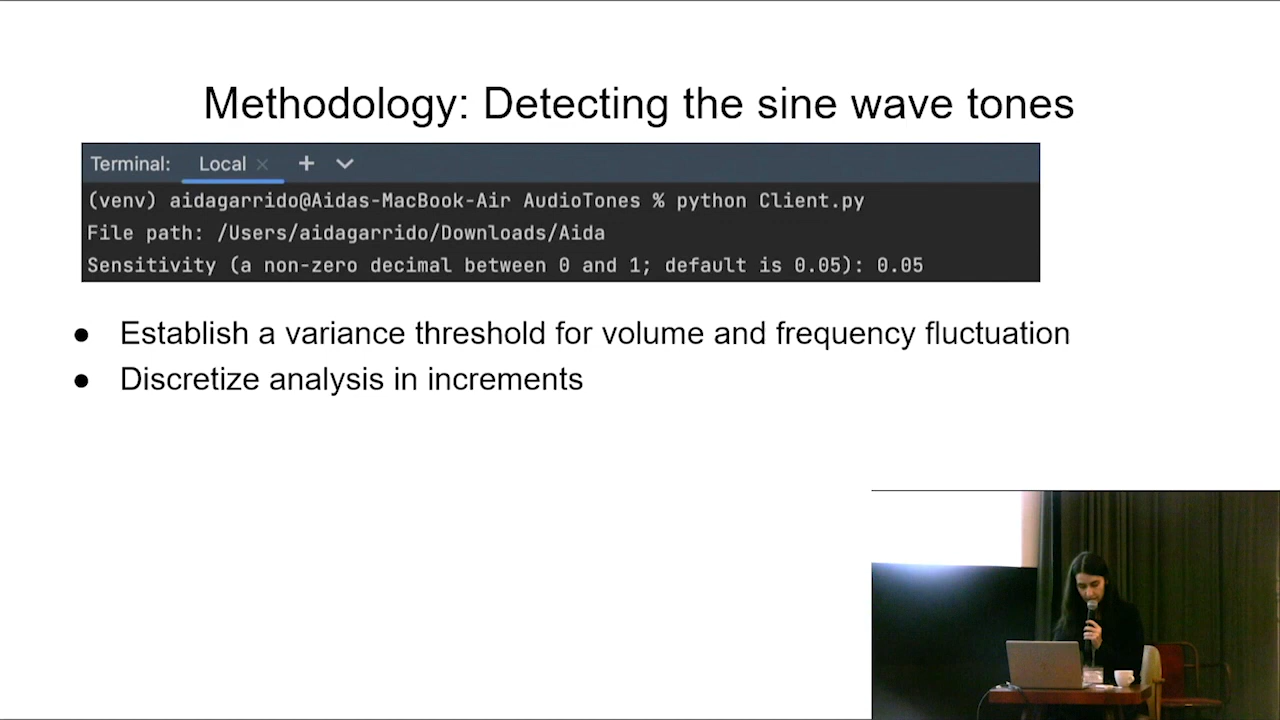 Methodology: Detecting the sine wave tones
Terminal: Local × + 
(venv) aidagarrido@Aidas-MacBook-Air AudioTones % python Client.py
File path: /Users/aidagarrido/Downloads/Aida
Sensitivity (a non-zero decimal between 0 and 1; default is 0.05): 0.05
● Establish a variance threshold for volume and frequency fluctuation
● Discretize analysis in increments